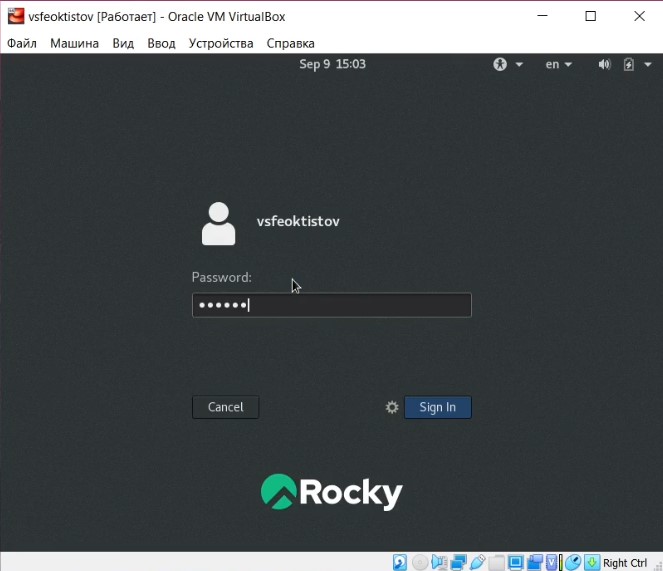 vsfeoktistov [Работает] - Oracle VM VirtualBox
Файл Машина Вид Ввод Устройства Справка
Sep 9 15:03 en
vsfeoktistov
Password:
••••••
Cancel Sign In
Rocky
Right Ctrl